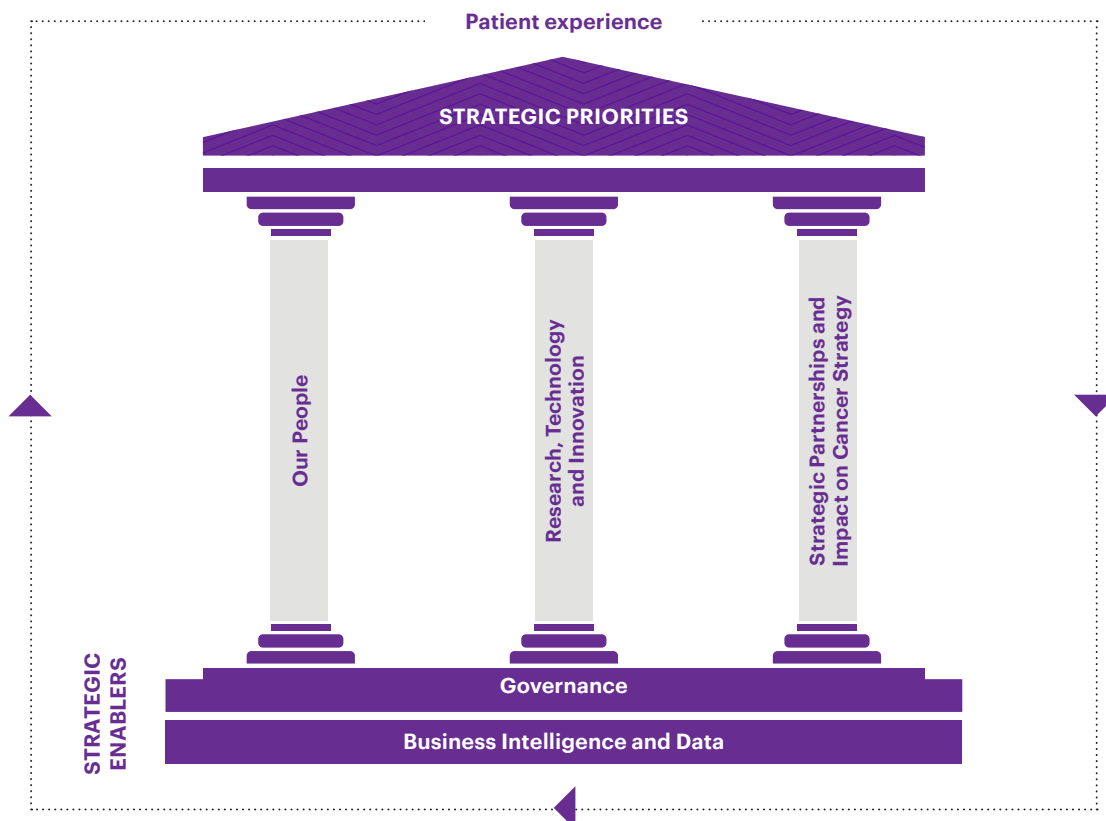 Patient experience
STRATEGIC PRIORITIES
Our People
Research, Technology
and Innovation
Strategic Partnerships and
Impact on Cancer Strategy
STRATEGIC
ENABLERS
Governance
Business Intelligence and Data